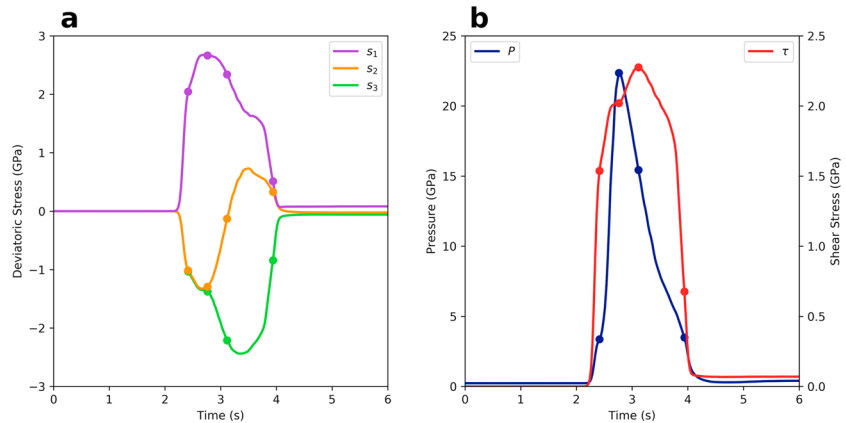 a
b
3
2
1
0
−1
−2
−3
Deviatoric Stress (GPa)
s1
s2
s3
0
1
2
3
4
5
6
Time (s)
25
20
15
10
5
0
Pressure (GPa)
P
τ
2.5
2.0
1.5
1.0
0.5
0.0
Shear Stress (GPa)
0
1
2
3
4
5
6
Time (s)